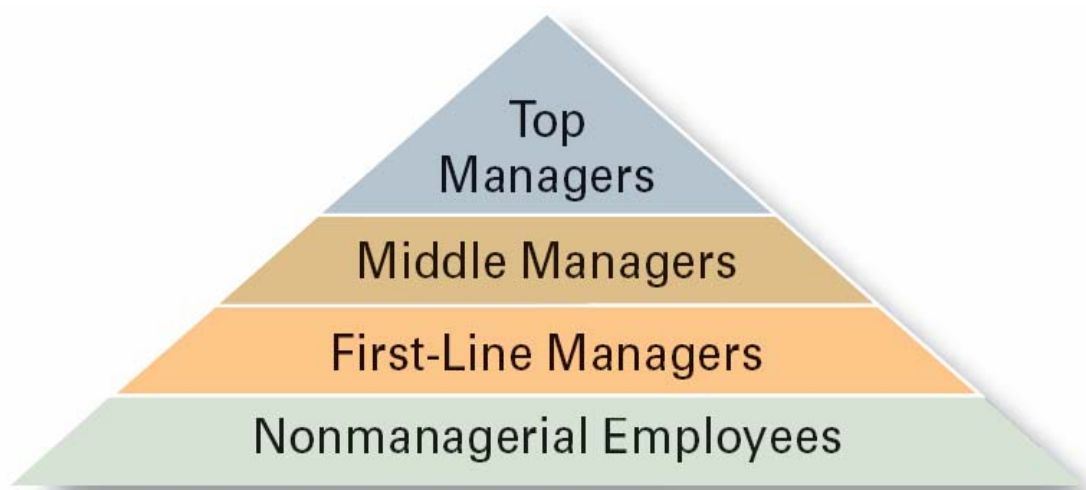 Top
Managers
Middle Managers
First-Line Managers
Nonmanagerial Employees